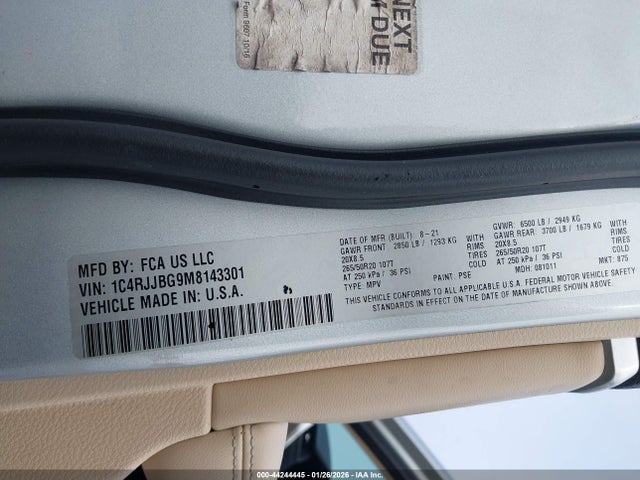 NEXT
DUE
Form 9607 10/16
MFD BY: FCA US LLC
VIN: 1C4RJJBG9M8143301
VEHICLE MADE IN: U.S.A.
DATE OF MFR (BUILT) 8-21
GAWR FRONT 2850 LB / 1293 KG WITH
20X8.5 RIMS
265/50R20 107T TIRES
AT 250 kPa / 36 PSI COLD
TYPE: MPV PAINT: PSE
GVWR: 6500 LB / 2949 KG
GAWR REAR: 3700 LB / 1679 KG WITH
20X8.5 RIMS
265/50R20 107T TIRES
AT 250 kPa / 36 PSI COLD
MDH: 081011 MKT: 875
THIS VEHICLE CONFORMS TO ALL APPLICABLE U.S.A. FEDERAL MOTOR VEHICLE SAFETY
STANDARDS IN EFFECT ON THE DATE OF MANUFACTURE SHOWN ABOVE.
000-44244445 - 01/26/2026 - IAA Inc.